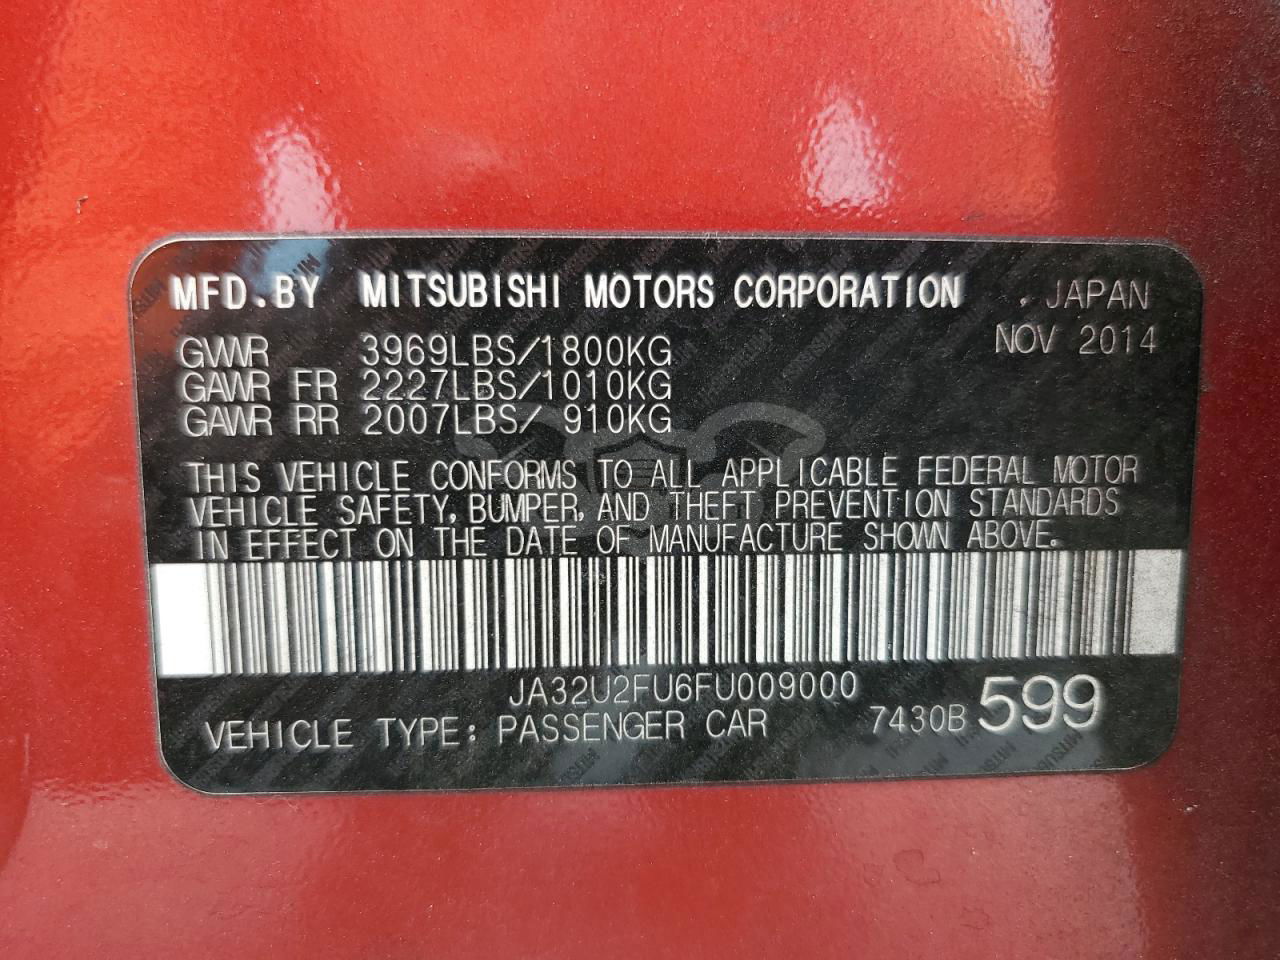 MFD.BY MITSUBISHI MOTORS CORPORATION . JAPAN
NOV 2014
GVWR 3969LBS/1800KG
GAWR FR 2227LBS/1010KG
GAWR RR 2007LBS/ 910KG
THIS VEHICLE CONFORMS TO ALL APPLICABLE FEDERAL MOTOR
VEHICLE SAFETY, BUMPER, AND THEFT PREVENTION STANDARDS
IN EFFECT ON THE DATE OF MANUFACTURE SHOWN ABOVE.
JA32U2FU6FU009000
VEHICLE TYPE: PASSENGER CAR 7430B 599